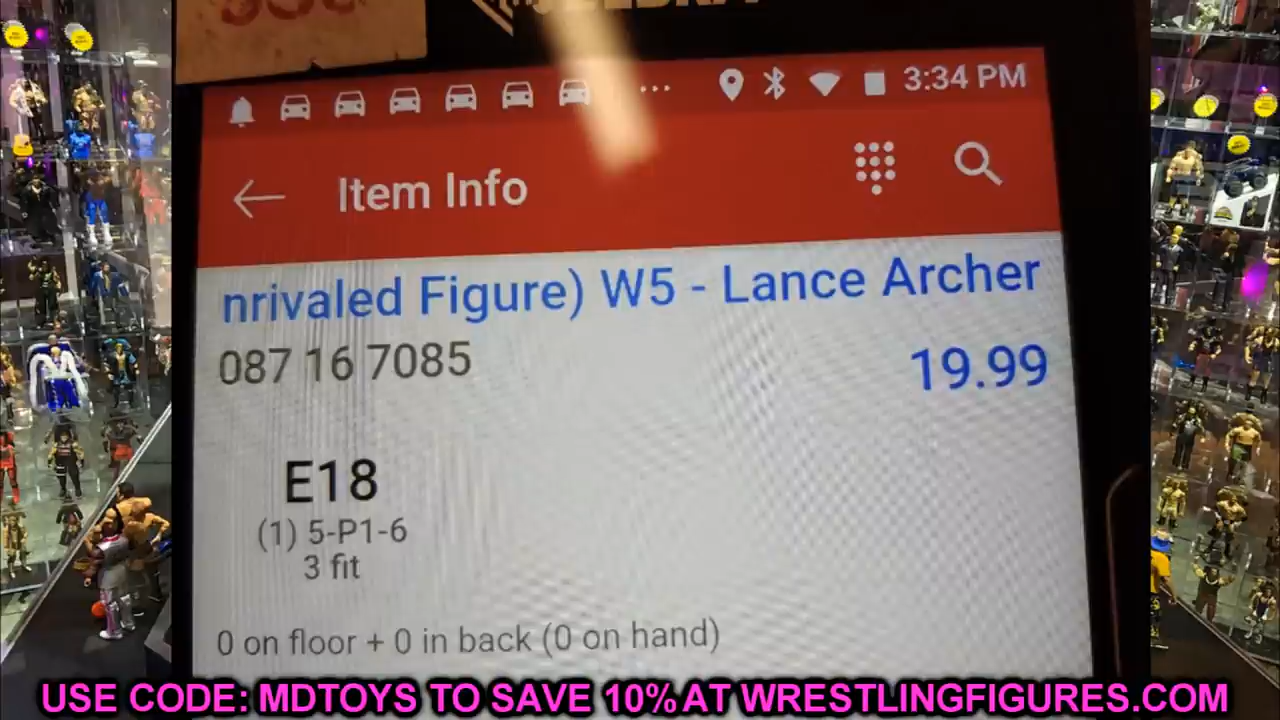 3:34 PM
Item Info
nrivaled Figure) W5 - Lance Archer
087 16 7085
19.99
E18
(1) 5-P1-6
3 fit
0 on floor + 0 in back (0 on hand)
USE CODE: MDTOYS TO SAVE 10% AT WRESTLINGFIGURES.COM